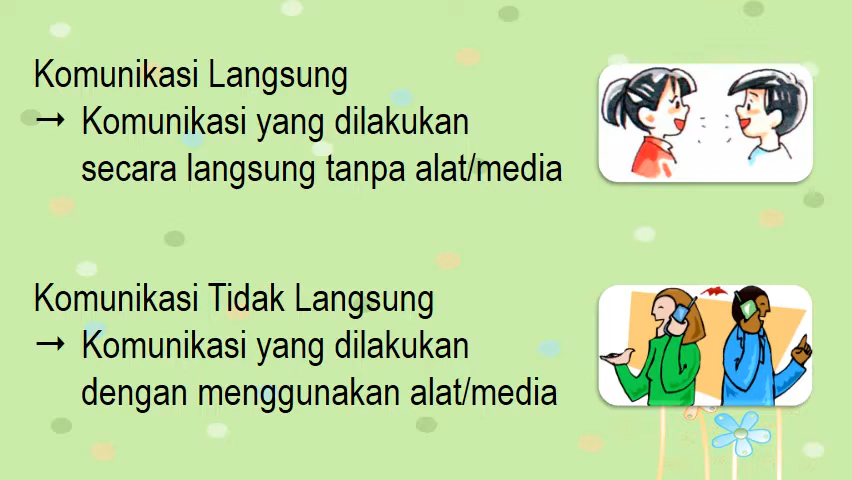 Komunikasi Langsung
→ Komunikasi yang dilakukan
secara langsung tanpa alat/media
Komunikasi Tidak Langsung
→ Komunikasi yang dilakukan
dengan menggunakan alat/media